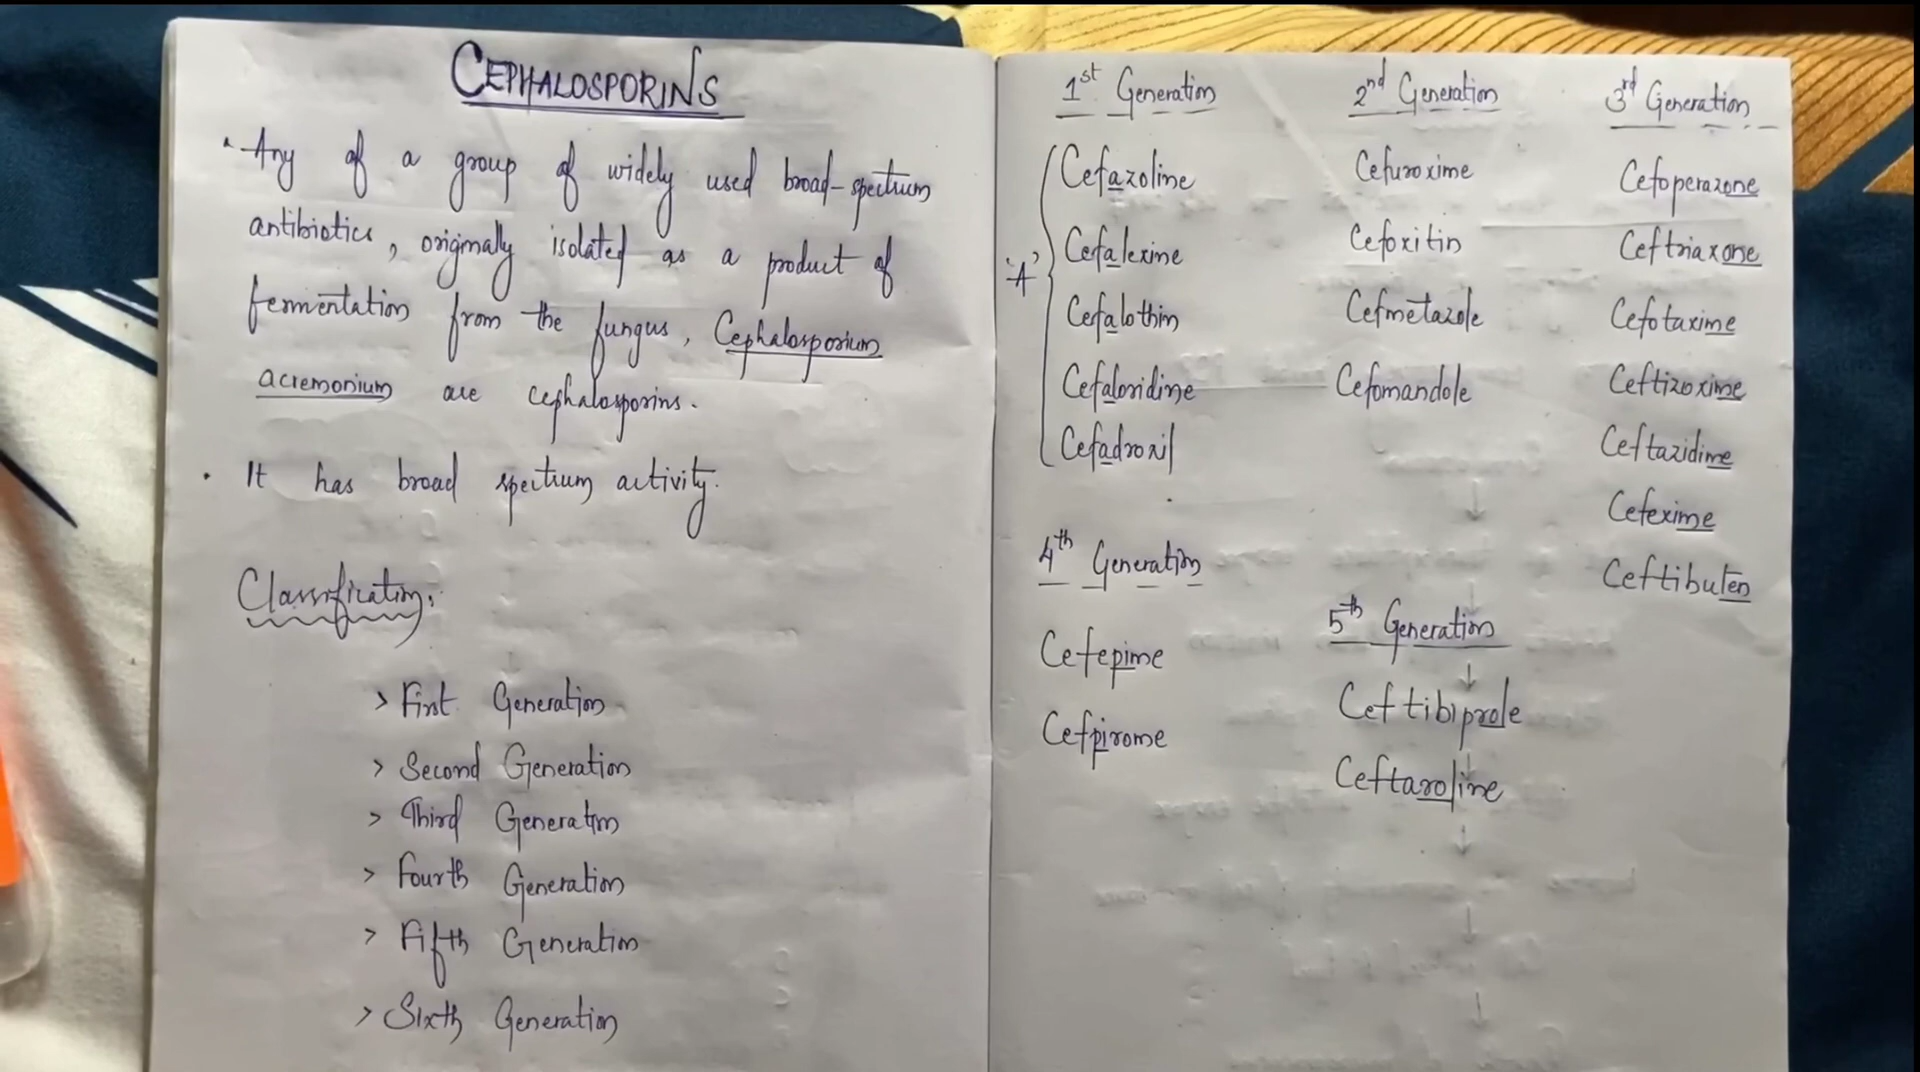 CEPHALOSPORINS
• Any of a group of widely used broad-spectrum
antibiotics, originally isolated as a product of
fermentation from the fungus, Cephalosporium
acremonium are cephalosporins.
• It has broad spectrum activity.
Classification:
> First Generation
> Second Generation
> Third Generation
> Fourth Generation
> Fifth Generation
> Sixth Generation
1st Generation
'A'
Cefazoline
Cefalexine
Cefalothin
Cefaloridine
Cefadroxil
2nd Generation
Cefuroxime
Cefoxitin
Cefmetazole
Cefomandole
3rd Generation
Cefoperazone
Ceftriaxone
Cefotaxime
Ceftizoxime
Ceftazidime
Cefexime
Ceftibuten
4th Generation
Cefepime
Cefpirome
5th Generation
Ceftibiprole
Ceftaroline